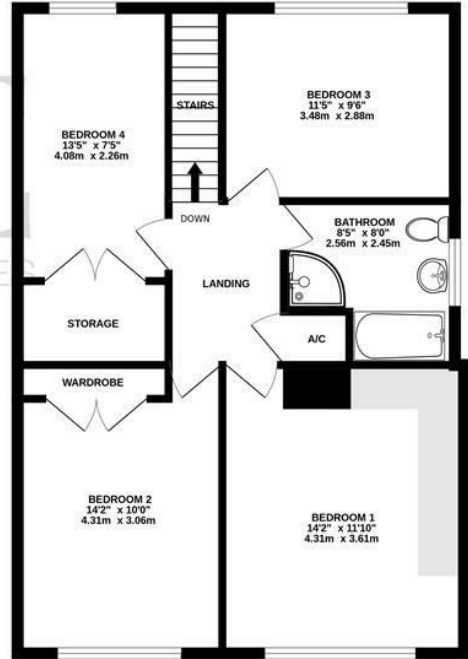 BEDROOM 4
13'5" x 7'5"
4.08m x 2.26m
STAIRS
BEDROOM 3
11'5" x 9'6"
3.48m x 2.88m
DOWN
BATHROOM
8'5" x 8'0"
2.56m x 2.45m
LANDING
STORAGE
A/C
WARDROBE
BEDROOM 2
14'2" x 10'0"
4.31m x 3.06m
BEDROOM 1
14'2" x 11'10"
4.31m x 3.61m